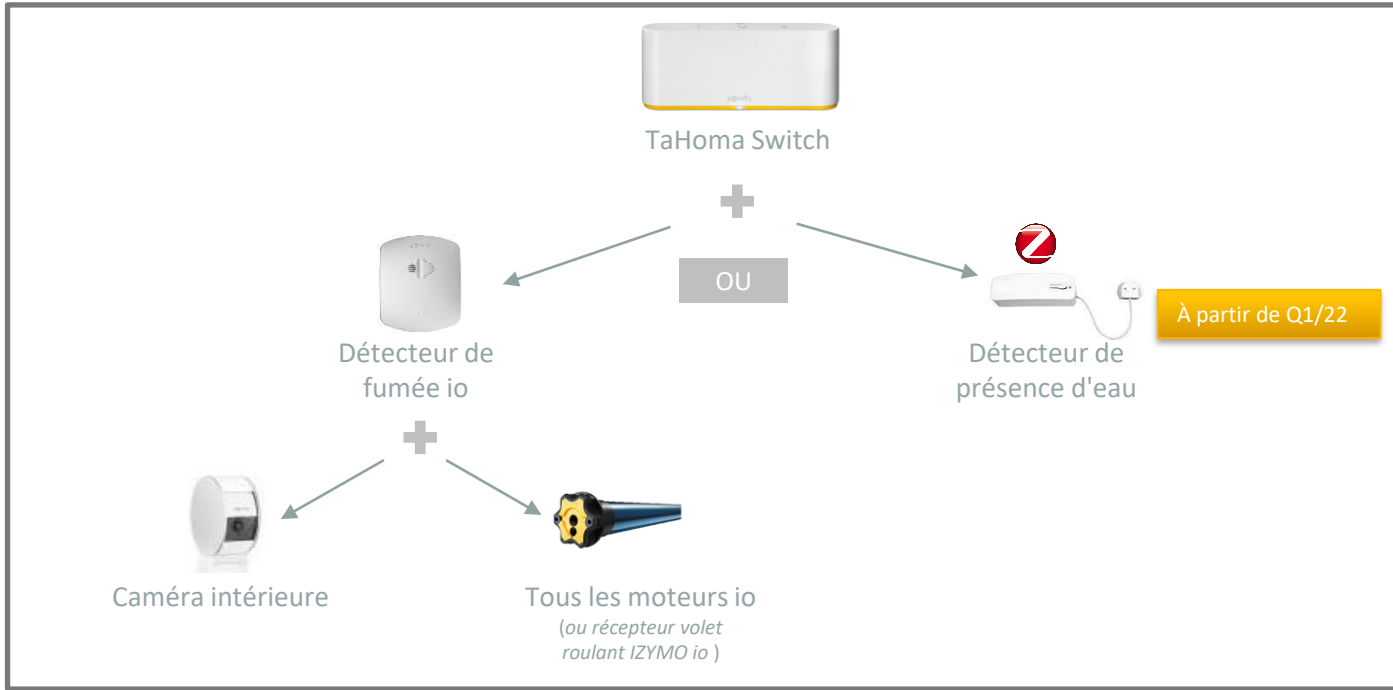 somfy
TaHoma Switch
OU
À partir de Q1/22
Détecteur de
fumée io
Détecteur de
présence d'eau
Caméra intérieure
Tous les moteurs io
(ou récepteur volet
roulant IZYMO io )